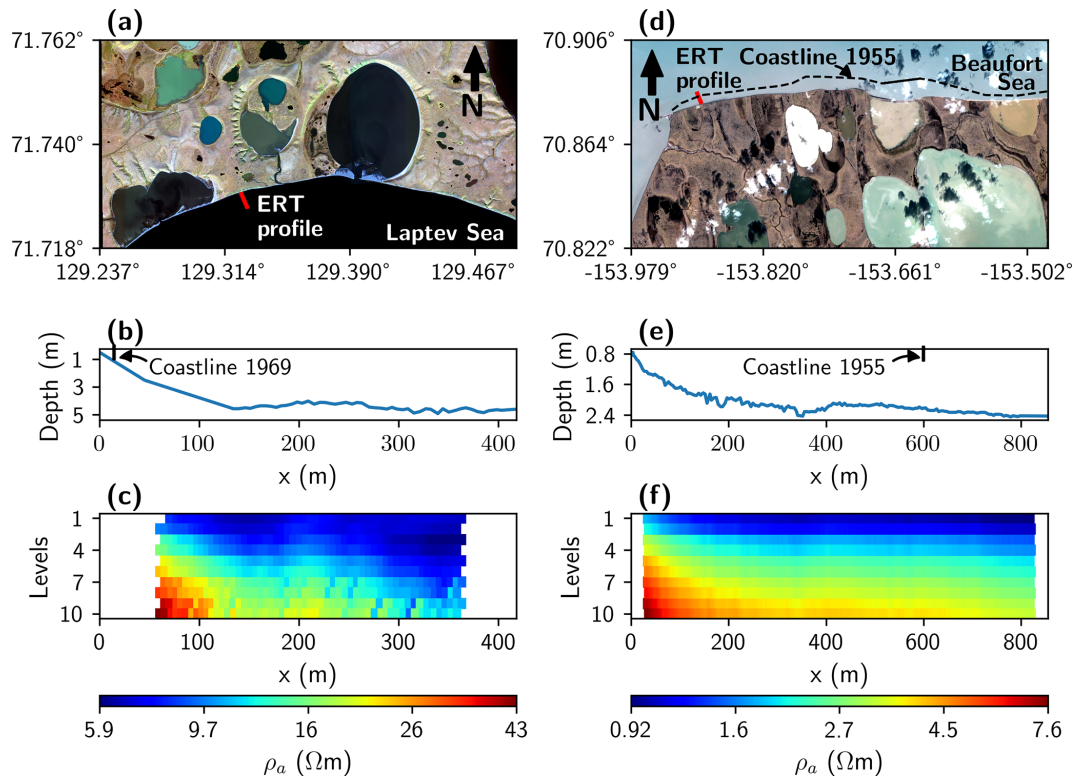 (a)
71.762°
71.740°
71.718°
129.237°
129.314°
129.390°
129.467°
N
ERT
profile
Laptev Sea
(d)
70.906°
70.864°
70.822°
-153.979°
-153.820°
-153.661°
-153.502°
N
ERT
profile
Coastline 1955
Beaufort
Sea
(b)
Depth (m)
1
3
5
Coastline 1969
0
100
200
300
400
x (m)
(e)
Depth (m)
0.8
1.6
2.4
Coastline 1955
0
200
400
600
800
x (m)
(c)
Levels
1
4
7
10
0
100
200
300
400
x (m)
(f)
Levels
1
4
7
10
0
200
400
600
800
x (m)
5.9
9.7
16
26
43
ρa (Ωm)
0.92
1.6
2.7
4.5
7.6
ρa (Ωm)